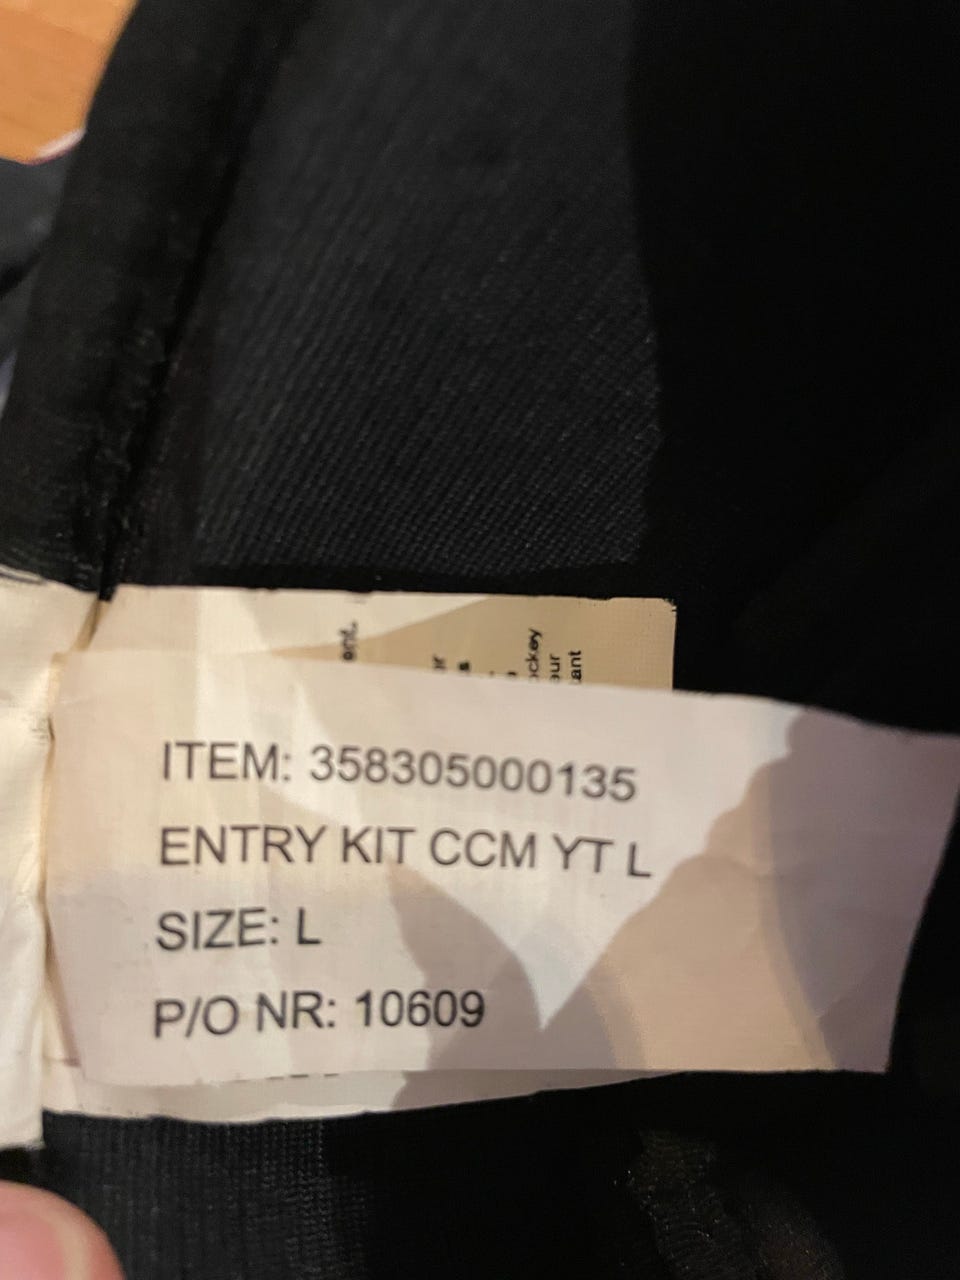 ITEM: 358305000135
ENTRY KIT CCM YT L
SIZE: L
P/O NR: 10609